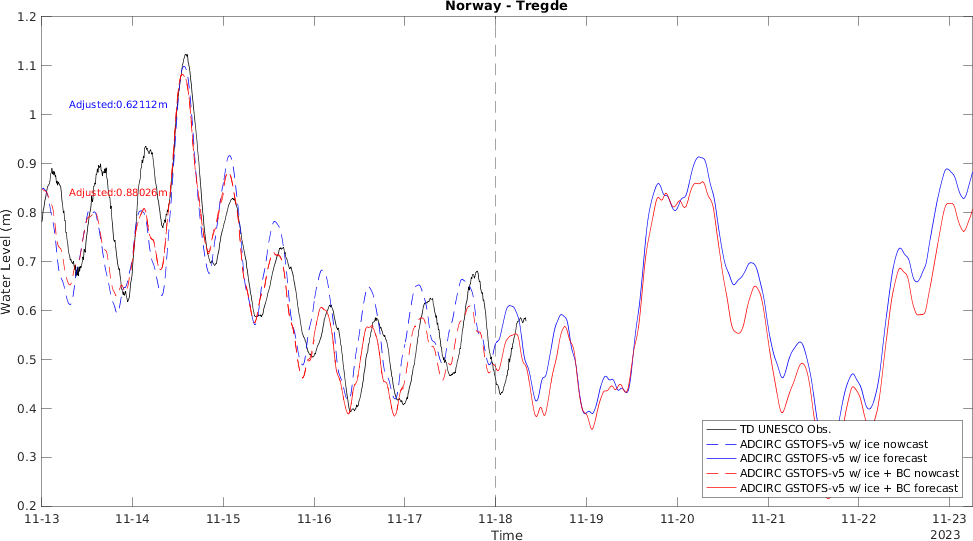 Norway - Tregde
1.2
1.1
1
0.9
0.8
0.7
0.6
0.5
0.4
0.3
0.2
Water Level (m)
Adjusted:0.62112m
Adjusted:0.88026m
TD UNESCO Obs.
ADCIRC GSTOFS-v5 w/ ice nowcast
ADCIRC GSTOFS-v5 w/ ice forecast
ADCIRC GSTOFS-v5 w/ ice + BC nowcast
ADCIRC GSTOFS-v5 w/ ice + BC forecast
11-13 11-14 11-15 11-16 11-17 11-18 11-19 11-20 11-21 11-22 11-23
Time
2023